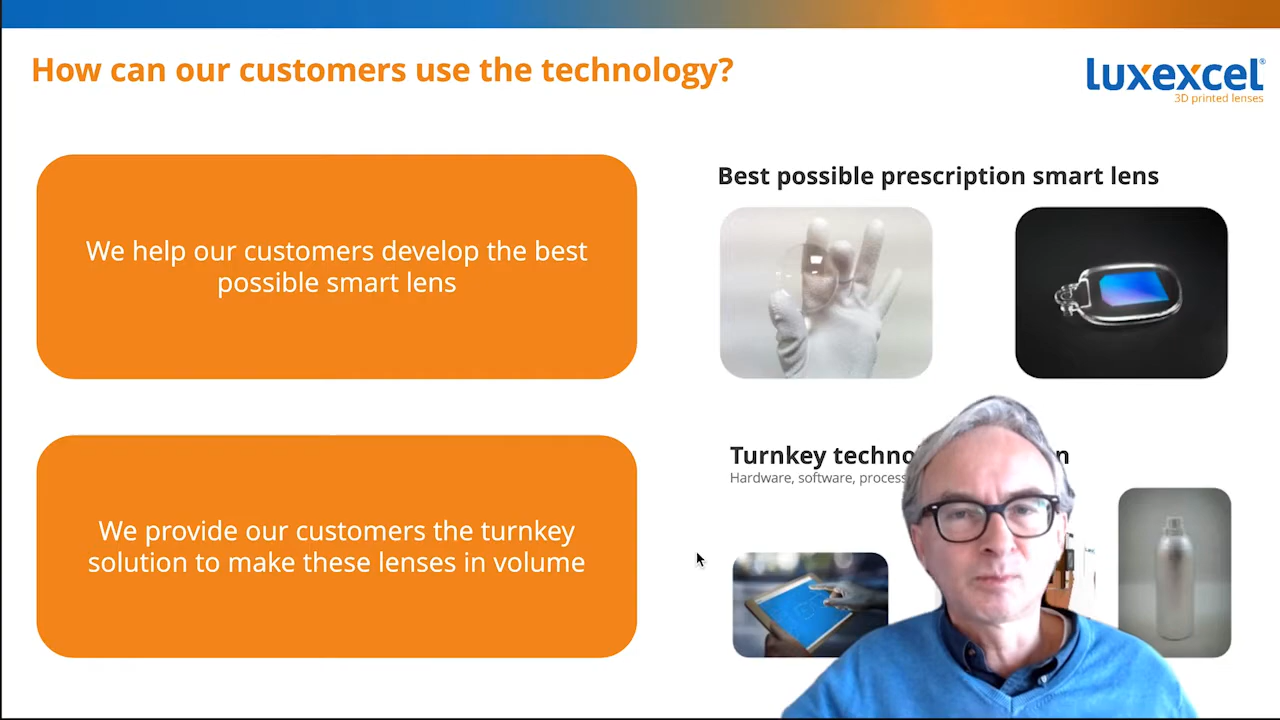 How can our customers use the technology?
luxexcel®
3D printed lenses
We help our customers develop the best
possible smart lens
Best possible prescription smart lens
We provide our customers the turnkey
solution to make these lenses in volume
Turnkey
Hardware, software, process